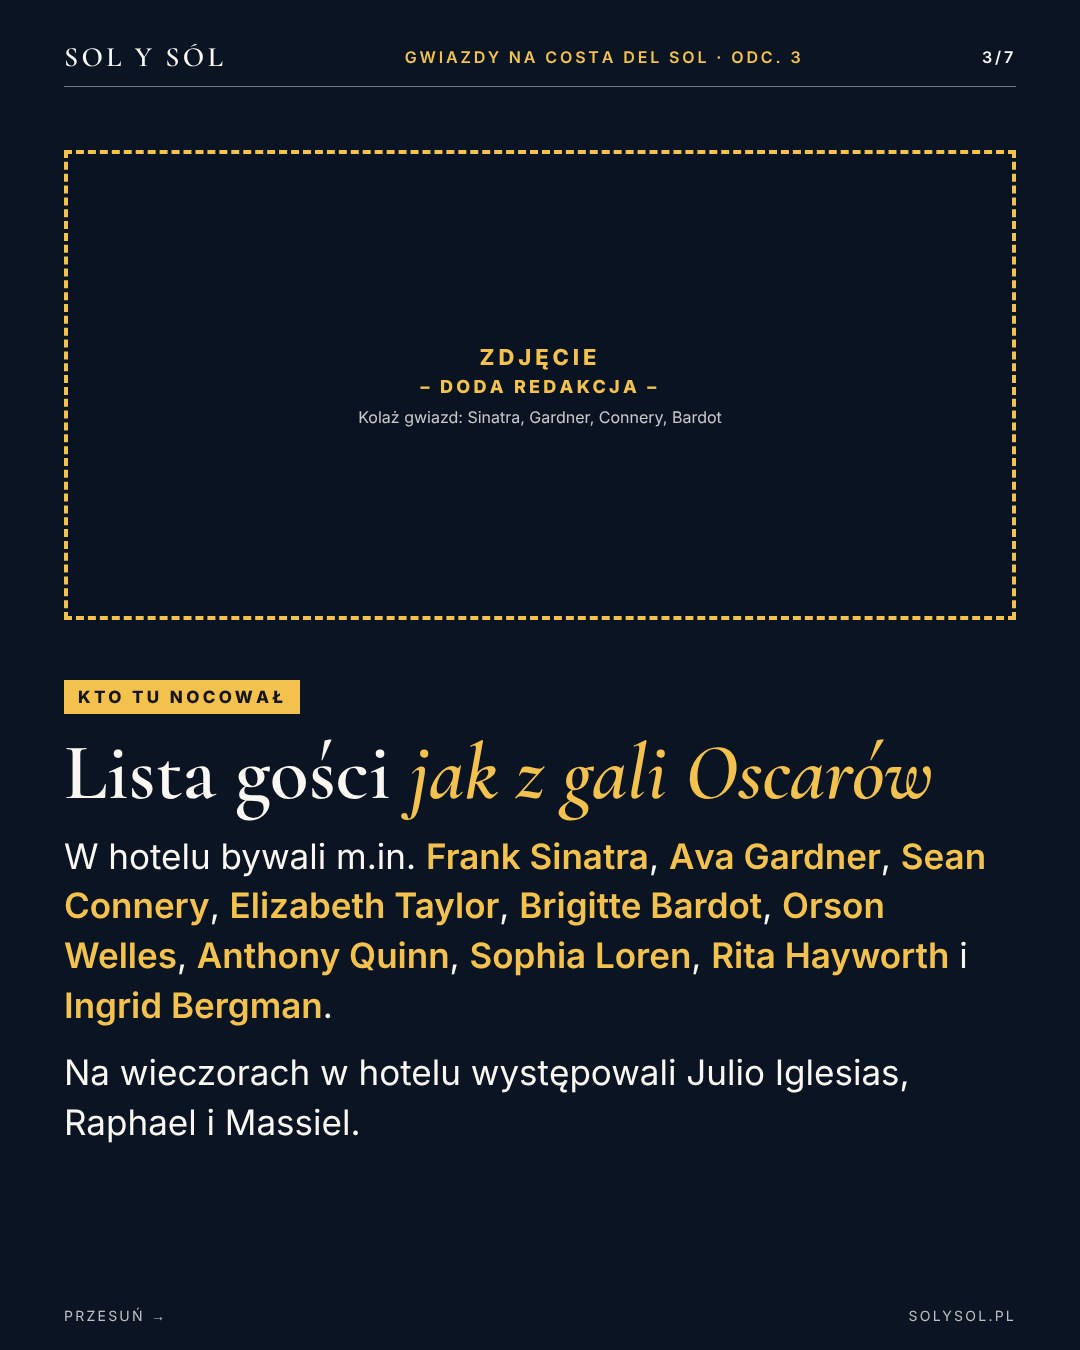 SOL Y SÓL
GWIAZDY NA COSTA DEL SOL · ODC. 3
3/7
ZDJĘCIE
– DODA REDAKCJA –
Kolaż gwiazd: Sinatra, Gardner, Connery, Bardot
KTO TU NOCOWAŁ
Lista gości jak z gali Oscarów
W hotelu bywali m.in. Frank Sinatra, Ava Gardner, Sean
Connery, Elizabeth Taylor, Brigitte Bardot, Orson
Welles, Anthony Quinn, Sophia Loren, Rita Hayworth i
Ingrid Bergman.
Na wieczorach w hotelu występowali Julio Iglesias,
Raphael i Massiel.
PRZESUŃ →
SOLYSOL.PL